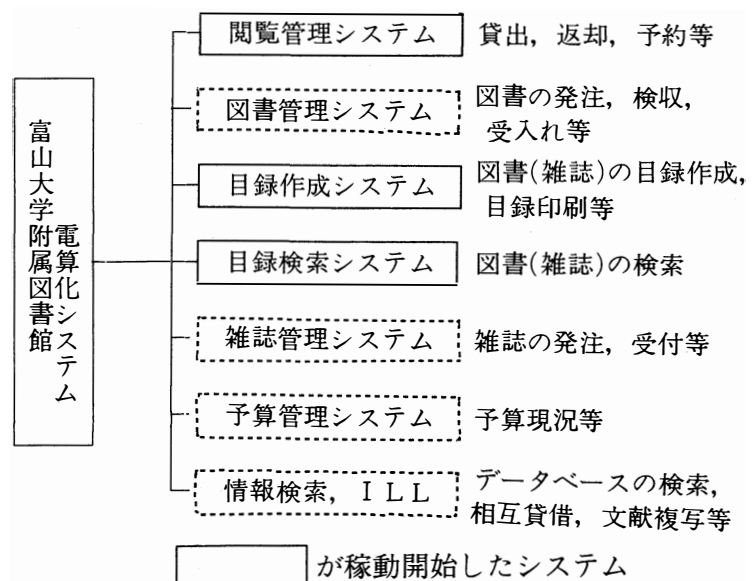 富山大学附属図書館
電算化システム
閲覧管理システム 貸出, 返却, 予約等
図書管理システム 図書の発注, 検収,
受入れ等
目録作成システム 図書(雑誌)の目録作成,
目録印刷等
目録検索システム 図書(雑誌)の検索
雑誌管理システム 雑誌の発注, 受付等
予算管理システム 予算現況等
情報検索, ＩＬＬ データベースの検索,
相互貸借, 文献複写等
が稼動開始したシステム